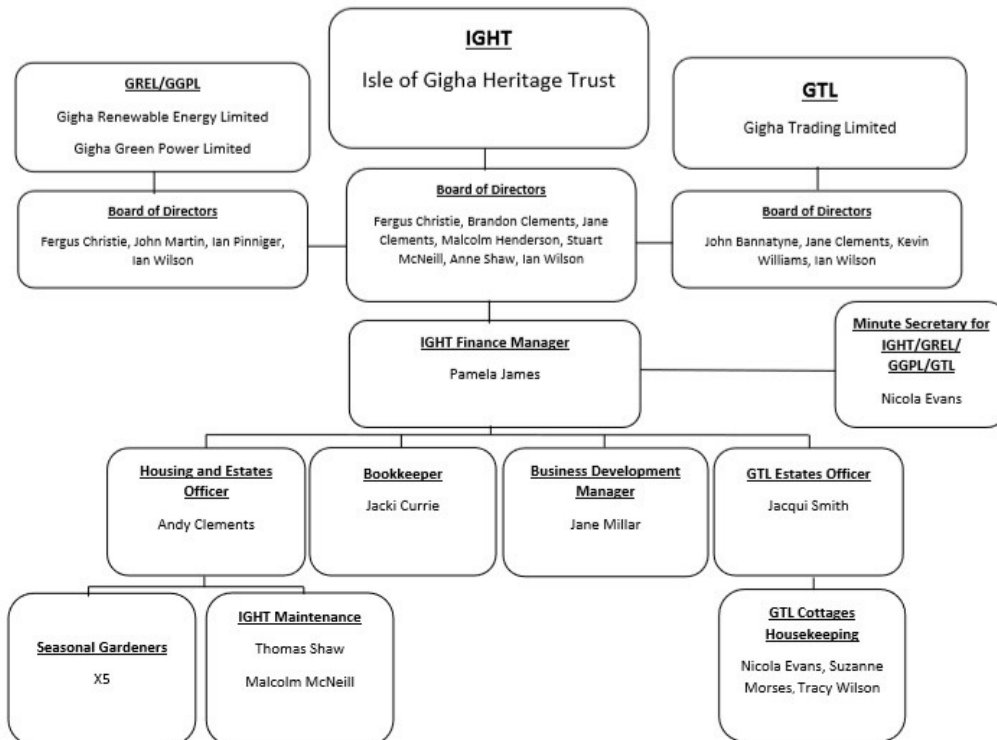 IGHT
Isle of Gigha Heritage Trust
GREL/GGPL
Gigha Renewable Energy Limited
Gigha Green Power Limited
GTL
Gigha Trading Limited
Board of Directors
Fergus Christie, John Martin, Ian Pinniger,
Ian Wilson
Board of Directors
Fergus Christie, Brandon Clements, Jane
Clements, Malcolm Henderson, Stuart
McNeill, Anne Shaw, Ian Wilson
Board of Directors
John Bannatyne, Jane Clements, Kevin
Williams, Ian Wilson
IGHT Finance Manager
Pamela James
Minute Secretary for
IGHT/GREL/
GGPL/GTL
Nicola Evans
Housing and Estates
Officer
Andy Clements
Bookkeeper
Jacki Currie
Business Development
Manager
Jane Millar
GTL Estates Officer
Jacqui Smith
Seasonal Gardeners
X5
IGHT Maintenance
Thomas Shaw
Malcolm McNeill
GTL Cottages
Housekeeping
Nicola Evans, Suzanne
Morses, Tracy Wilson